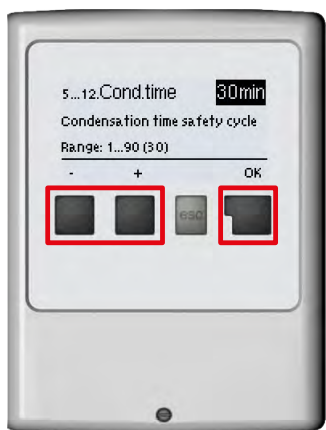 5...12.Cond.time 30min
Condensation time safety cycle
Range: 1...90 (30)
- + OK
esc